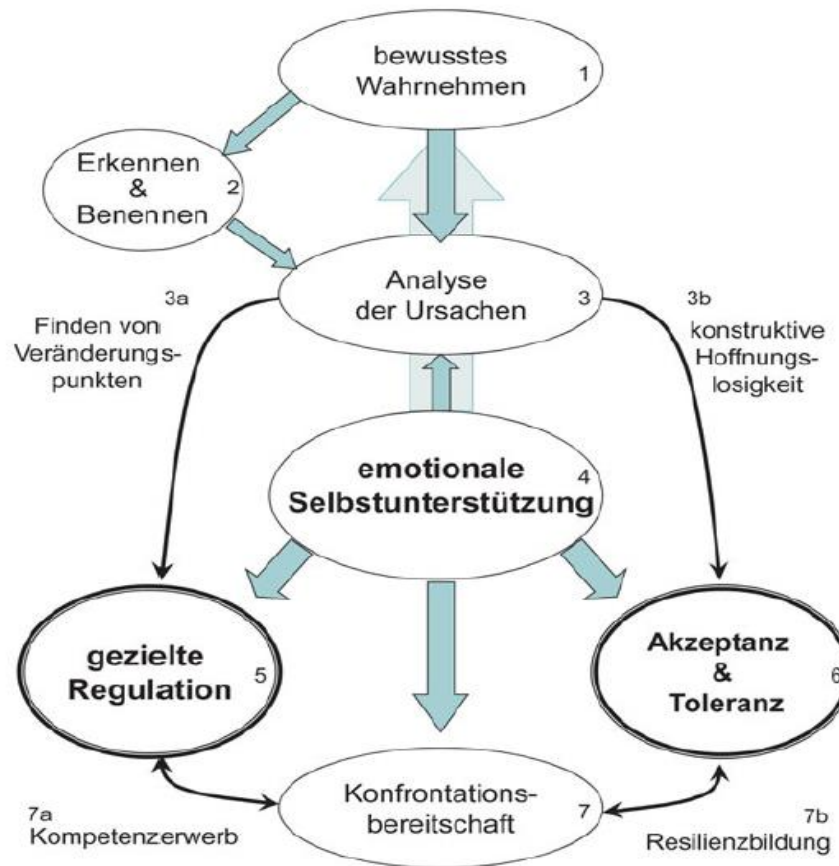 bewusstes
Wahrnehmen
1
Erkennen
&
Benennen
2
Analyse
der Ursachen
3
3a
Finden von
Veränderungs-
punkten
3b
konstruktive
Hoffnungs-
losigkeit
emotionale
Selbstunterstützung
4
gezielte
Regulation
5
Akzeptanz
&
Toleranz
6
Konfrontations-
bereitschaft
7
7a
Kompetenzerwerb
7b
Resilienzbildung